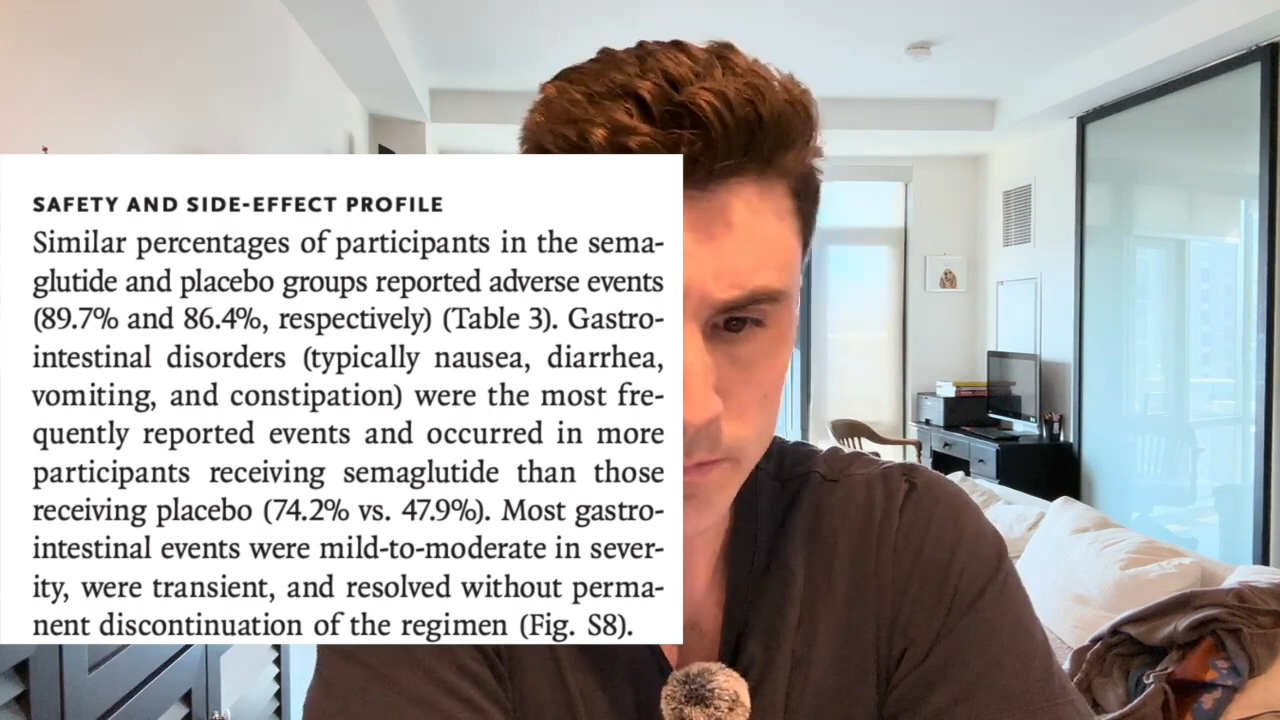 SAFETY AND SIDE-EFFECT PROFILE
Similar percentages of participants in the sema-
glutide and placebo groups reported adverse events
(89.7% and 86.4%, respectively) (Table 3). Gastro-
intestinal disorders (typically nausea, diarrhea,
vomiting, and constipation) were the most fre-
quently reported events and occurred in more
participants receiving semaglutide than those
receiving placebo (74.2% vs. 47.9%). Most gastro-
intestinal events were mild-to-moderate in sever-
ity, were transient, and resolved without perma-
nent discontinuation of the regimen (Fig. S8).